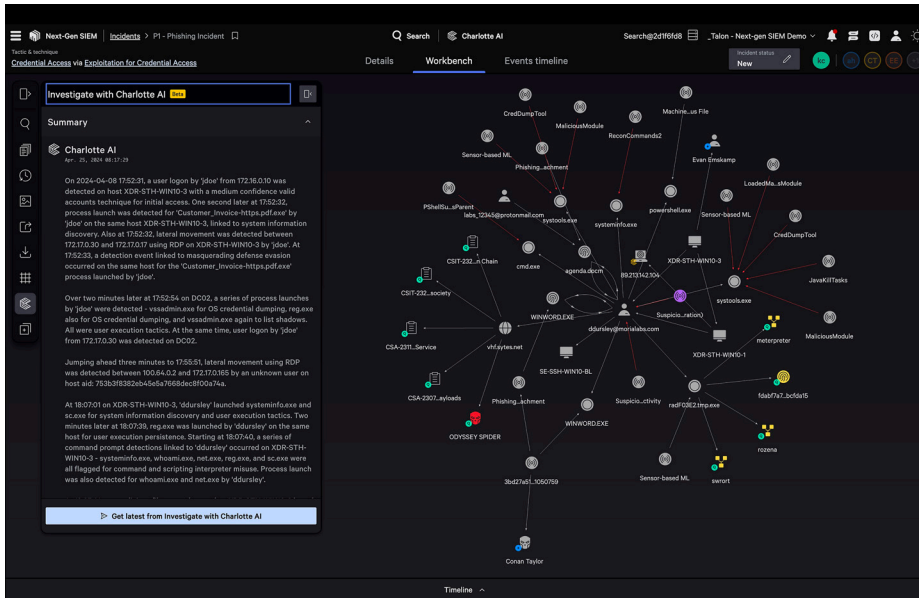 Next-Gen SIEM
Incidents > P1 - Phishing Incident
Search
Charlotte AI
Search@2d1f6fd8
_Talon - Next-gen SIEM Demo
Tactic & technique
Credential Access via Exploitation for Credential Access
Details
Workbench
Events timeline
Incident status
New
kc
CT
EE
Investigate with Charlotte AI Beta
Summary
Charlotte AI
Apr. 25, 2024 08:17:29
On 2024-04-08 17:52:31, a user logon by 'jdoe' from 172.16.0.10 was
detected on host XDR-STH-WIN10-3 with a medium confidence valid
accounts technique for initial access. One second later at 17:52:32,
process launch was detected for 'Customer_Invoice-https.pdf.exe' by
'jdoe' on the same host XDR-STH-WIN10-3, linked to system information
discovery. Also at 17:52:32, lateral movement was detected between
172.17.0.30 and 172.17.0.17 using RDP on XDR-STH-WIN10-3 by 'jdoe'. At
17:52:33, a detection event linked to masquerading defense evasion
occurred on the same host for the 'Customer_Invoice-https.pdf.exe'
process launched by 'jdoe'.
Over two minutes later at 17:52:54 on DC02, a series of process launches
by 'jdoe' were detected - vssadmin.exe for OS credential dumping, reg.exe
also for OS credential dumping, and vssadmin.exe again to list shadows.
All were user execution tactics. At the same time, user logon by 'jdoe'
from 172.17.0.30 was detected on DC02.
Jumping ahead three minutes to 17:55:51, lateral movement using RDP
was detected between 100.64.0.2 and 172.17.0.165 by an unknown user on
host aid: 753b3f8382eb45e5a7668dec8f00a74a.
At 18:07:01 on XDR-STH-WIN10-3, 'ddursley' launched systeminfo.exe and
sc.exe for system information discovery and user execution tactics. Two
minutes later at 18:07:39, reg.exe was launched by 'ddursley' on the same
host for user execution persistence. Starting at 18:07:40, a series of
command prompt detections linked to 'ddursley' occurred on XDR-STH-
WIN10-3 - systeminfo.exe, whoami.exe, net.exe, reg.exe, and sc.exe were
all flagged for command and scripting interpreter misuse. Process launch
was also detected for whoami.exe and net.exe by 'ddursley'.
Get latest from Investigate with Charlotte AI
CredDumpTool
Machine...us File
MaliciousModule
ReconCommands2
Sensor-based ML
Phishing...achment
Evan Emskamp
LoadedMa...sModule
PShellSu...sParent
labs_12345@protonmail.com
systools.exe
systeminfo.exe
powershell.exe
Sensor-based ML
CredDumpTool
CSIT-232...n Chain
cmd.exe
agenda.docm
89.213.142.104
XDR-STH-WIN10-3
JavaKillTasks
CSIT-232...society
WINWORD.EXE
Suspicio...ration)
systools.exe
ddursley@morialabs.com
meterpreter
MaliciousModule
CSA-2311...Service
vhf.sytes.net
SE-SSH-WIN10-BL
XDR-STH-WIN10-1
CSA-2307...ayloads
Phishing...achment
Suspicio...ctivity
radF03E2.tmp.exe
fdabf7a7...bcfda15
ODYSSEY SPIDER
WINWORD.EXE
rozena
3bd27a51...1050759
Sensor-based ML
swrort
Conan Taylor
Timeline